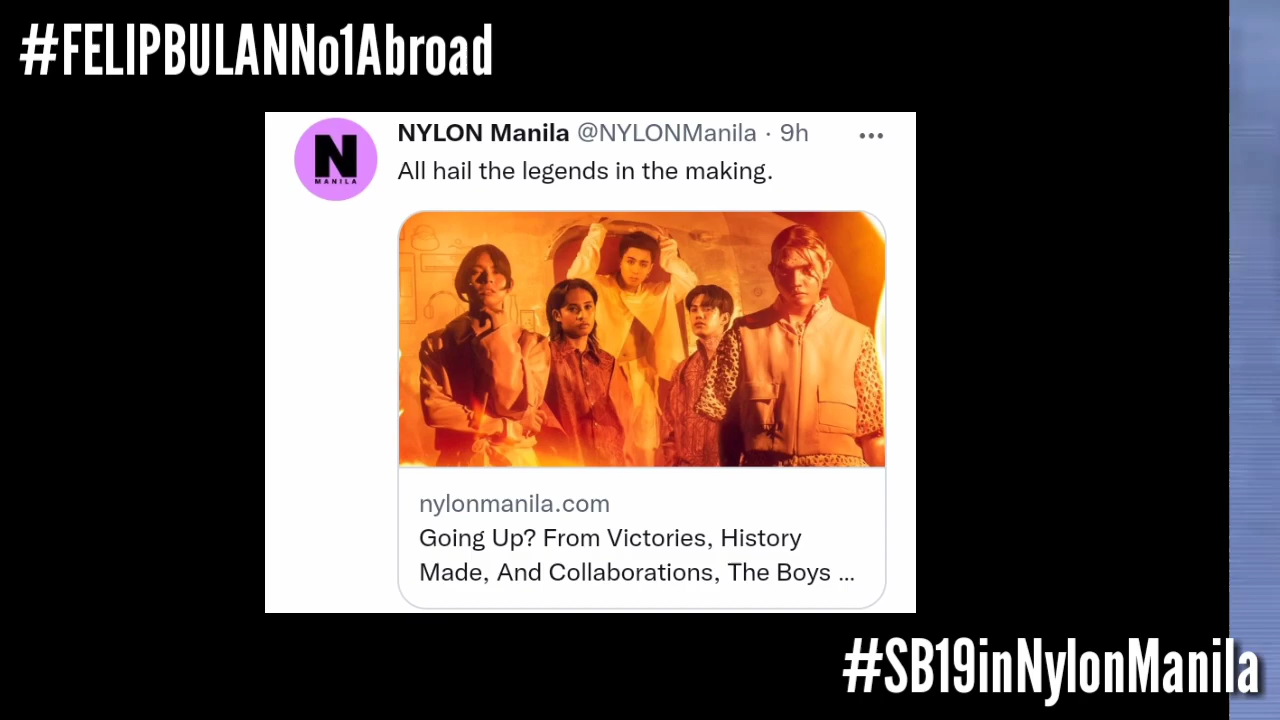 #FELIPBULANNo1Abroad
NYLON Manila @NYLONManila · 9h
N
MANILA
All hail the legends in the making.
nylonmanila.com
Going Up? From Victories, History
Made, And Collaborations, The Boys ...
#SB19inNylonManila